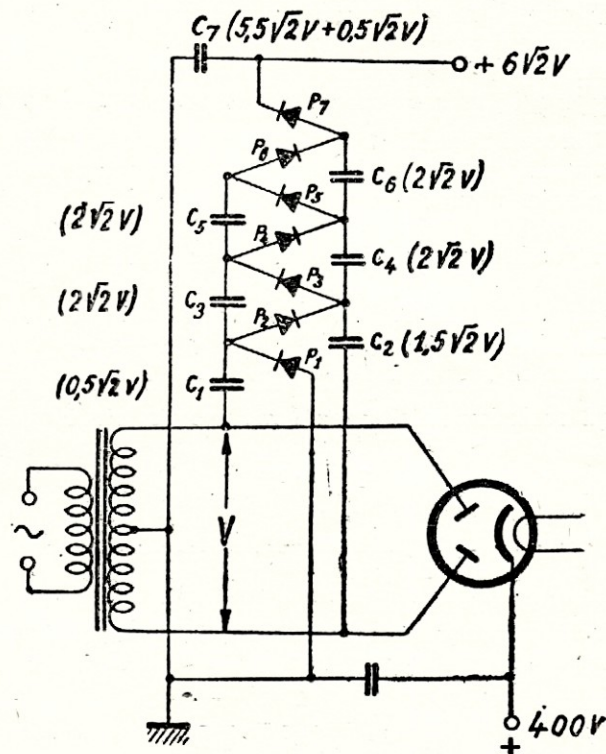 C7 (5,5√2V+0,5√2V)
+ 6√2V
P7
P6
C6 (2√2V)
P5
(2√2V)
C5
P4
C4 (2√2V)
P3
(2√2V)
C3
P2
C2 (1,5√2V)
P1
(0,5√2V)
C1
~
V
400V
+